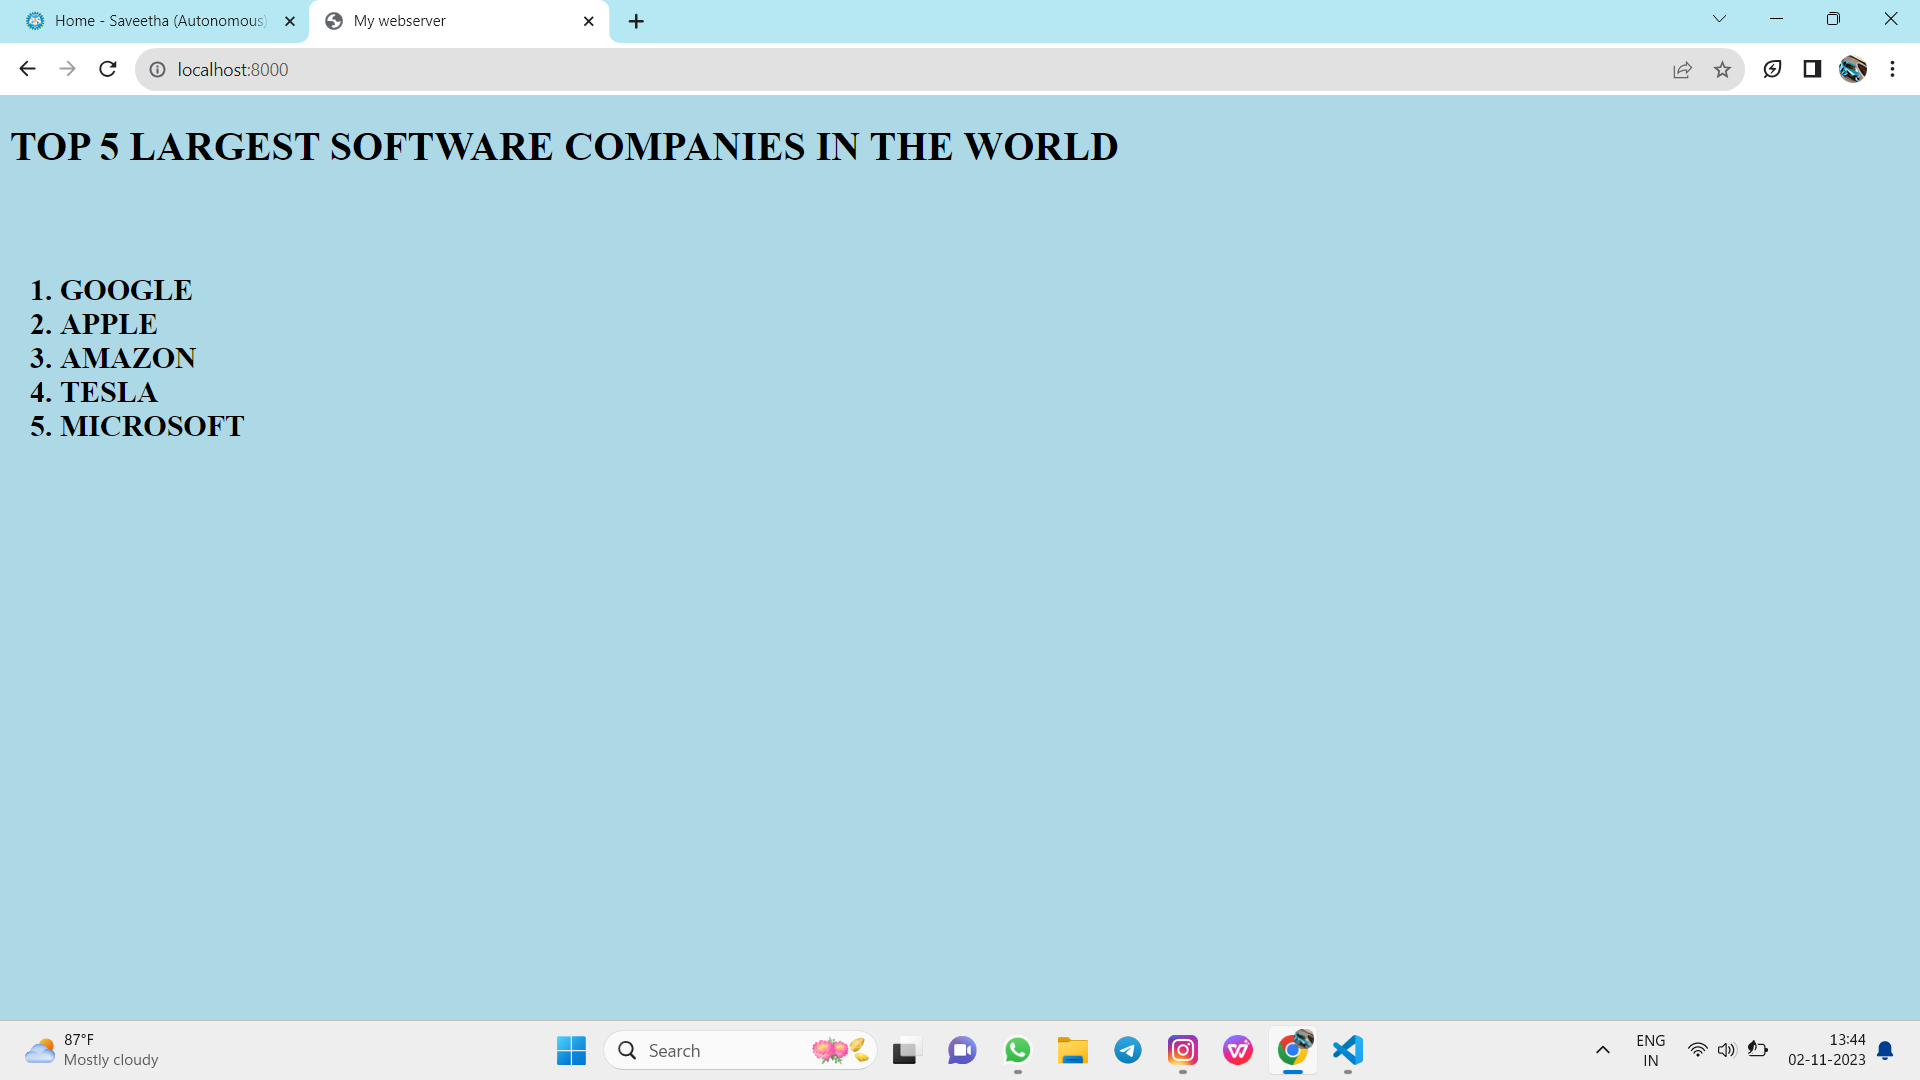 Home - Saveetha (Autonomous)
My webserver
localhost:8000
TOP 5 LARGEST SOFTWARE COMPANIES IN THE WORLD
1. GOOGLE
2. APPLE
3. AMAZON
4. TESLA
5. MICROSOFT
87°F
Mostly cloudy
Search
ENG
IN
13:44
02-11-2023